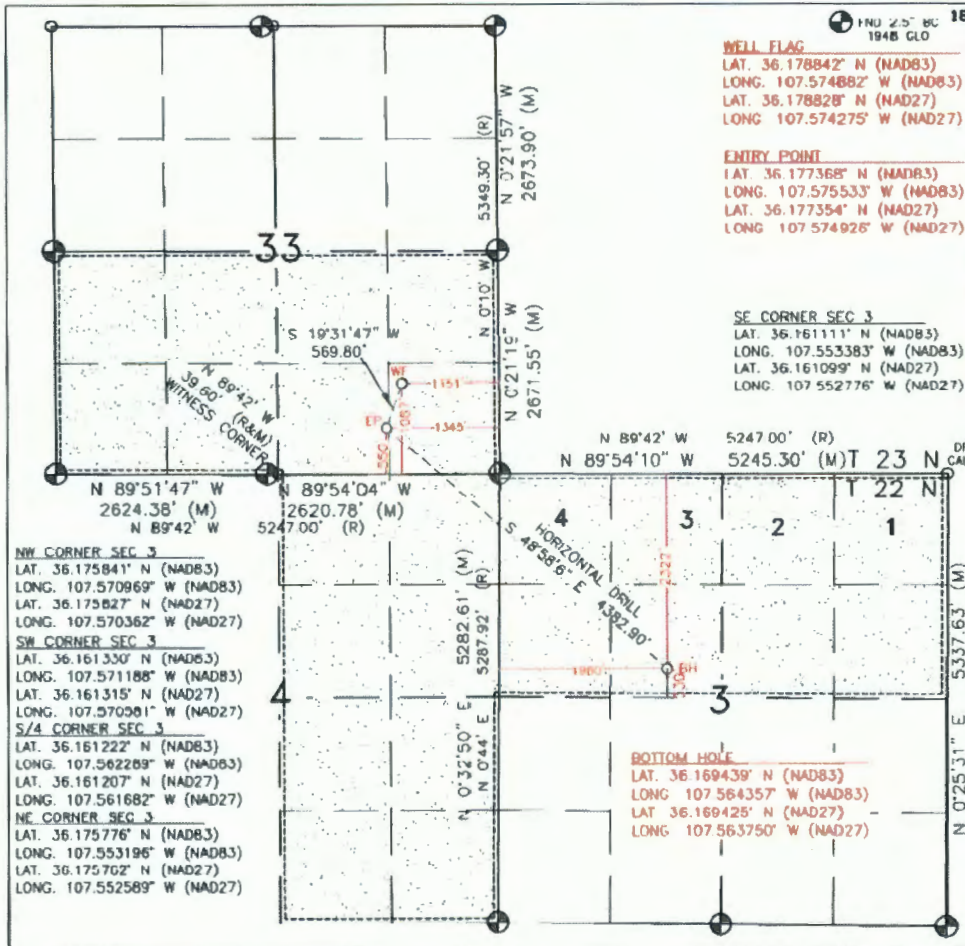 FND 2.5" BC 18
1948 GLO
WELL FLAG
LAT. 36.178842° N (NAD83)
LONG. 107.574882° W (NAD83)
LAT. 36.178828° N (NAD27)
LONG 107.574275° W (NAD27)
ENTRY POINT
LAT. 36.177368° N (NAD83)
LONG. 107.575533° W (NAD83)
LAT. 36.177354° N (NAD27)
LONG 107.574926° W (NAD27)
SE CORNER SEC 3
LAT. 36.161111° N (NAD83)
LONG. 107.553383° W (NAD83)
LAT. 36.161099° N (NAD27)
LONG 107.552776° W (NAD27)
5349.30' (R)
N 0°21'57" W
2673.90' (M)
33
N 0°10' W
N 0°21'19" W
2671.55' (M)
S 19°31'47" W
569.80'
WF
1151'
1087'
EP
1345'
550'
N 89°42' W
39.60' (R&M)
WITNESS CORNER
N 89°42' W 5247.00' (R)
N 89°54'10" W 5245.30' (M)
T 23 N
T 22 N
N 89°51'47" W
2624.38' (M)
N 89°54'04" W
2620.78' (M)
N 89°42' W 5247.00' (R)
4 3 2 1
HORIZONTAL DRILL
S 48°58'6" E 4382.90'
2322'
1980'
BH
330'
3
4
5282.61' (M)
5287.92' (R)
N 0°32'50" E
N 0°44' E
5337.63' (M)
N 0°25'31" E
NW CORNER SEC 3
LAT. 36.175841° N (NAD83)
LONG. 107.570969° W (NAD83)
LAT. 36.175827° N (NAD27)
LONG. 107.570362° W (NAD27)
SW CORNER SEC 3
LAT. 36.161330° N (NAD83)
LONG. 107.571188° W (NAD83)
LAT. 36.161315° N (NAD27)
LONG. 107.570581° W (NAD27)
S/4 CORNER SEC 3
LAT. 36.161222° N (NAD83)
LONG. 107.562289° W (NAD83)
LAT. 36.161207° N (NAD27)
LONG. 107.561682° W (NAD27)
NE CORNER SEC 3
LAT. 36.175776° N (NAD83)
LONG. 107.553196° W (NAD83)
LAT. 36.175762° N (NAD27)
LONG. 107.552589° W (NAD27)
BOTTOM HOLE
LAT. 36.169439° N (NAD83)
LONG 107.564357° W (NAD83)
LAT 36.169425° N (NAD27)
LONG 107.563750° W (NAD27)